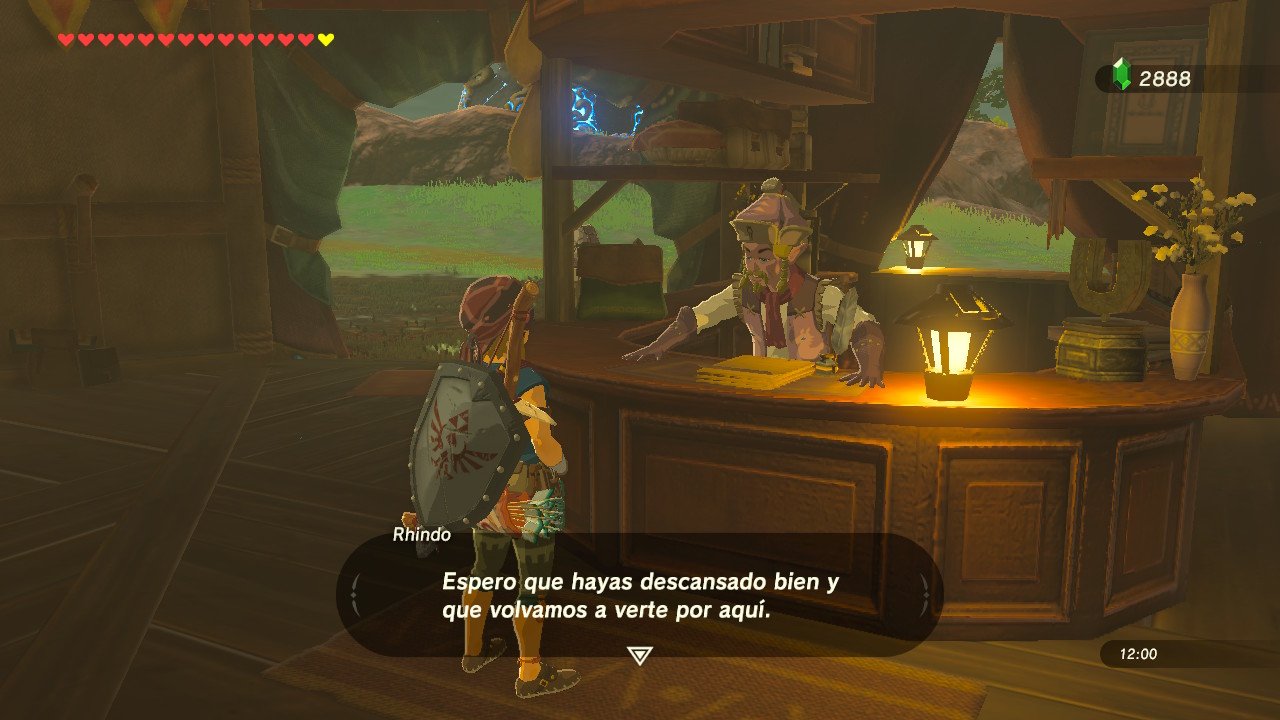 2888
Rhindo
Espero que hayas descansado bien y
que volvamos a verte por aquí.
12:00